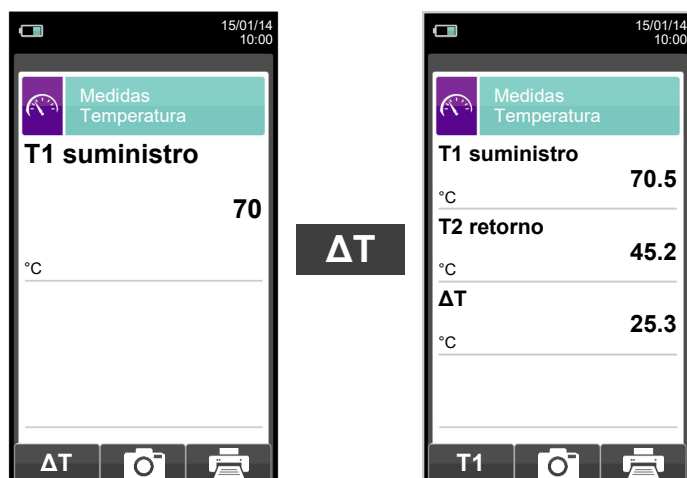 15/01/14
10:00
Medidas
Temperatura
T1 suministro
70
°C
ΔT
ΔT
15/01/14
10:00
Medidas
Temperatura
T1 suministro
70.5
°C
T2 retorno
45.2
°C
ΔT
25.3
°C
T1